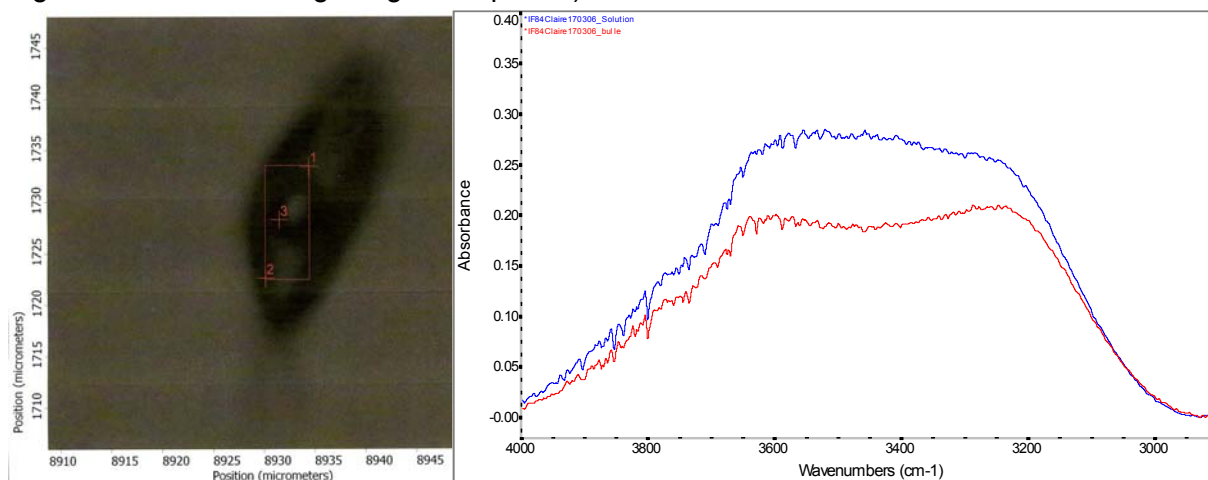 1745
1740
1735
1730
1725
1720
1715
1710
Position (micrometers)
1
3
2
8910 8915 8920 8925 8930 8935 8940 8945
Position (micrometers)
*IF84Claire170306_Solution
*IF84Claire170306_bulle
0.40
0.35
0.30
0.25
0.20
0.15
0.10
0.05
-0.00
Absorbance
4000 3800 3600 3400 3200 3000
Wavenumbers (cm-1)